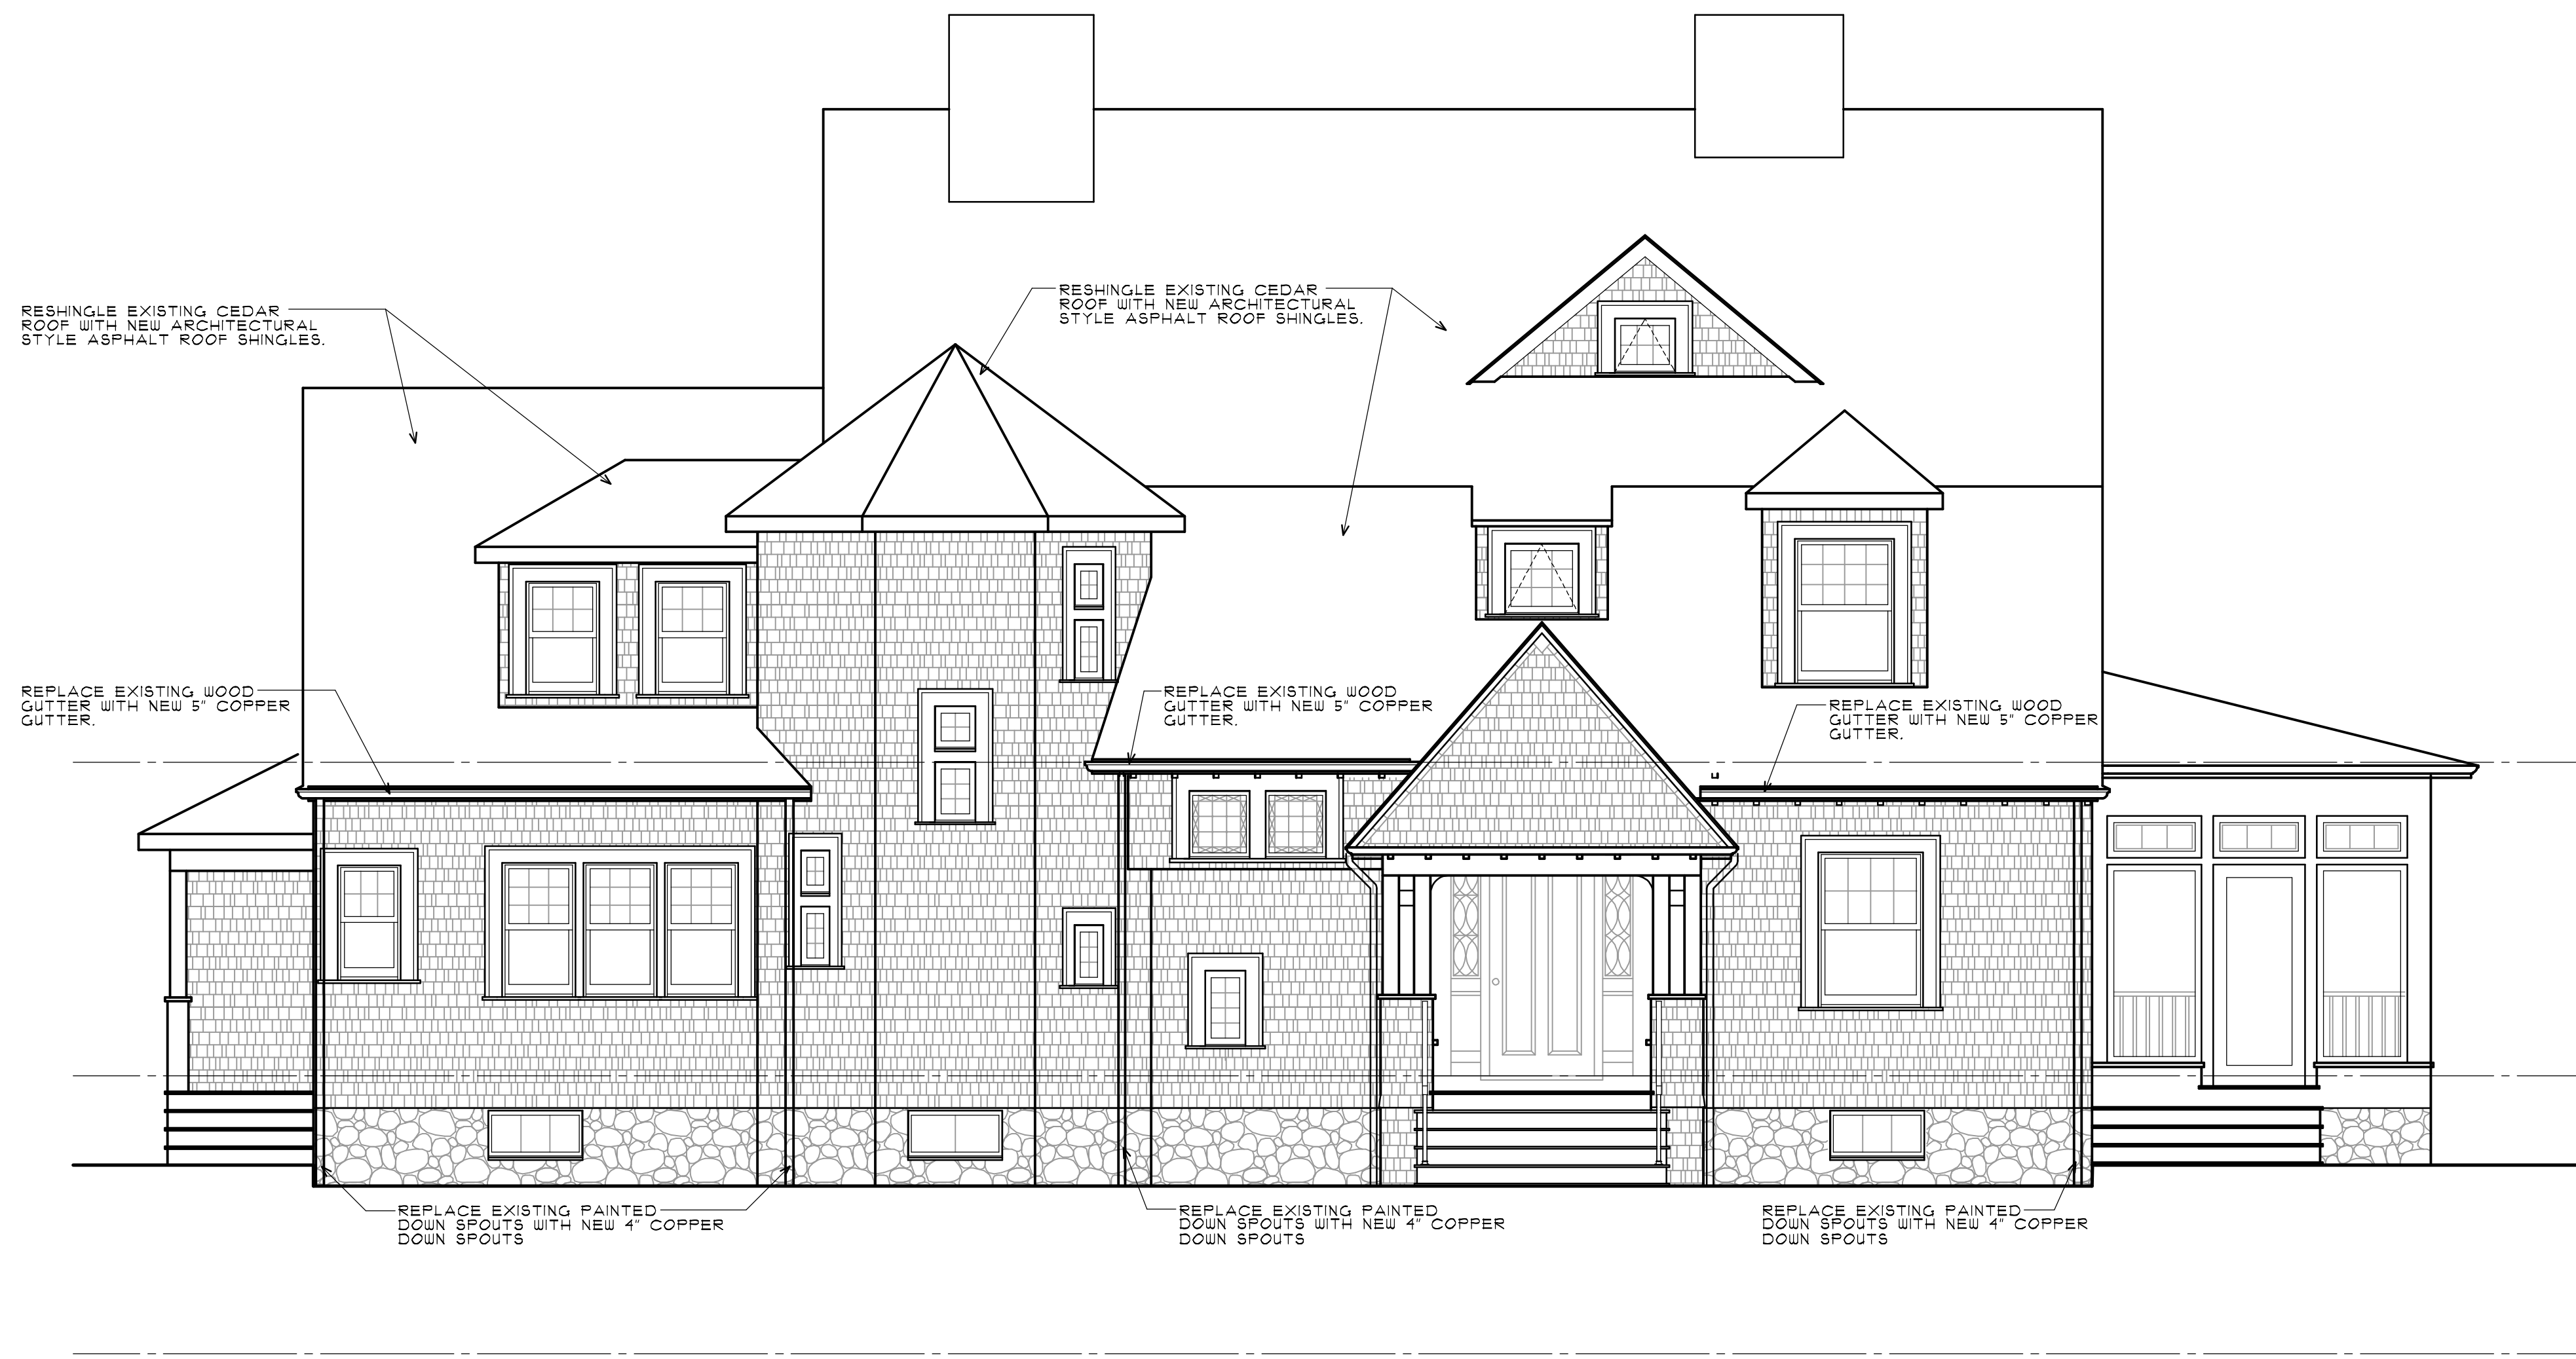 RESHINGLE EXISTING CEDAR
ROOF WITH NEW ARCHITECTURAL
STYLE ASPHALT ROOF SHINGLES.
RESHINGLE EXISTING CEDAR
ROOF WITH NEW ARCHITECTURAL
STYLE ASPHALT ROOF SHINGLES.
REPLACE EXISTING WOOD
GUTTER WITH NEW 5" COPPER
GUTTER.
REPLACE EXISTING WOOD
GUTTER WITH NEW 5" COPPER
GUTTER.
REPLACE EXISTING WOOD
GUTTER WITH NEW 5" COPPER
GUTTER.
REPLACE EXISTING PAINTED
DOWN SPOUTS WITH NEW 4" COPPER
DOWN SPOUTS
REPLACE EXISTING PAINTED
DOWN SPOUTS WITH NEW 4" COPPER
DOWN SPOUTS
REPLACE EXISTING PAINTED
DOWN SPOUTS WITH NEW 4" COPPER
DOWN SPOUTS